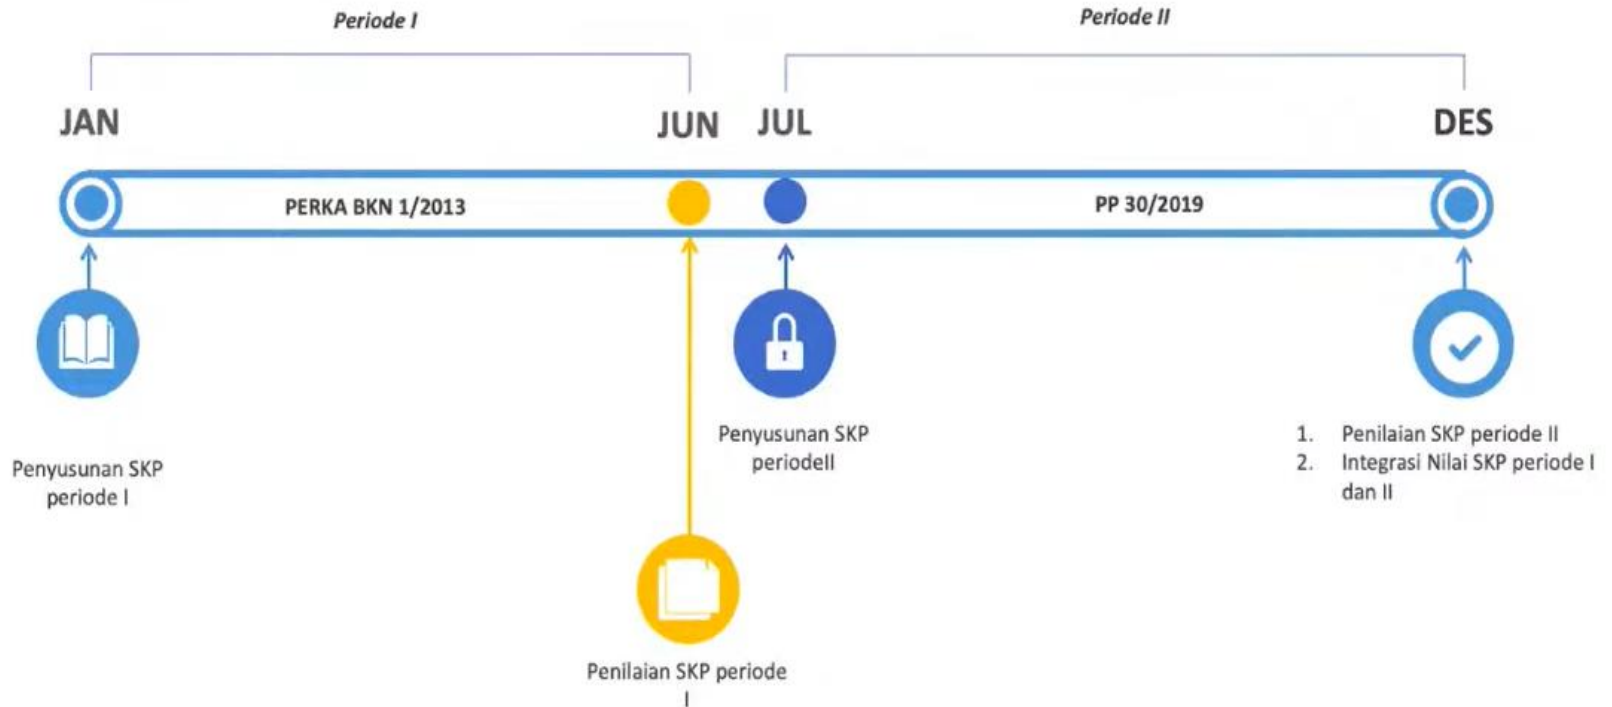 Periode I
Periode II
JAN
JUN
JUL
DES
PERKA BKN 1/2013
PP 30/2019
Penyusunan SKP
periode I
Penilaian SKP periode
I
Penyusunan SKP
periodeII
1. Penilaian SKP periode II
2. Integrasi Nilai SKP periode I
dan II